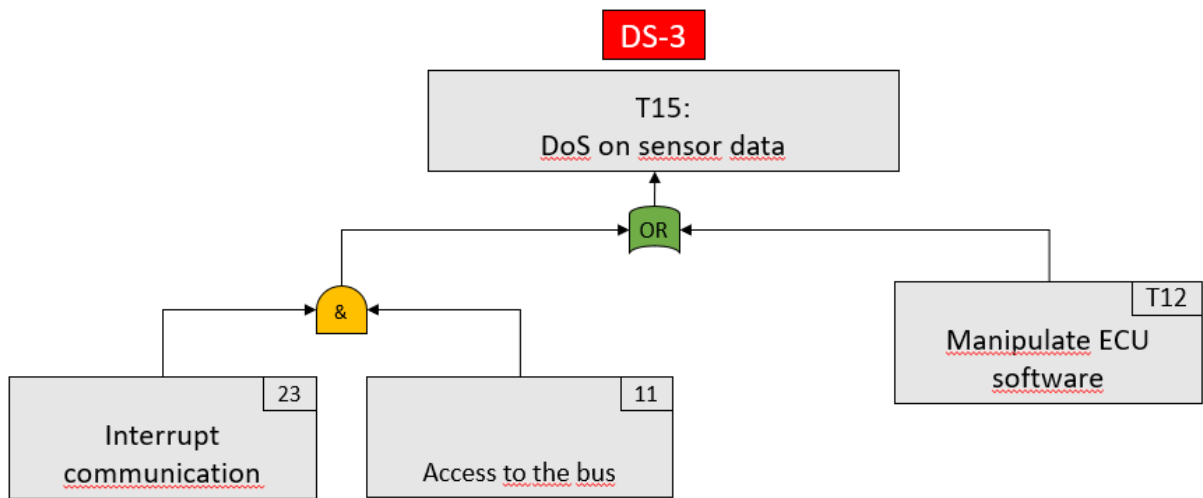 DS-3
T15:
DoS on sensor data
OR
T12
Manipulate ECU
software
&
23
Interrupt
communication
11
Access to the bus